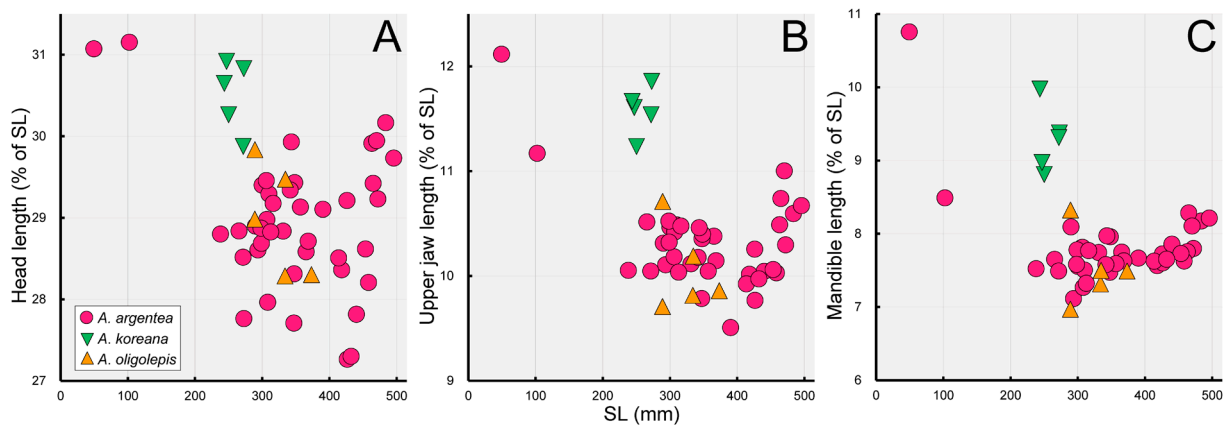 A
Head length (% of SL)
31
30
29
28
27
A. argentea
A. koreana
A. oligolepis
0 100 200 300 400 500
B
Upper jaw length (% of SL)
12
11
10
9
0 100 200 300 400 500
SL (mm)
C
Mandible length (% of SL)
11
10
9
8
7
6
0 100 200 300 400 500